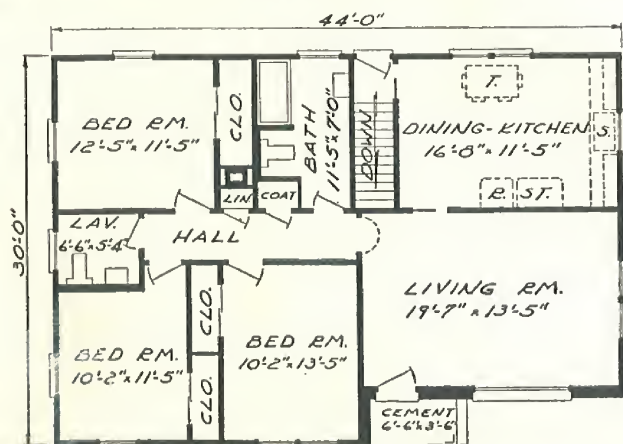 44'-0"
30'-0"
BED RM.
12'-5" x 11'-5"
CLO.
BATH
11'-5" x 7'-0"
DOWN
T.
DINING-KITCHEN
16'-8" x 11'-5"
S.
R.
ST.
LIN
COAT
LAV.
6'-6" x 5'-4"
HALL
LIVING RM.
19'-7" x 13'-5"
BED RM.
10'-2" x 11'-5"
CLO.
CLO.
BED RM.
10'-2" x 13'-5"
CEMENT
6'-6" x 3'-6"